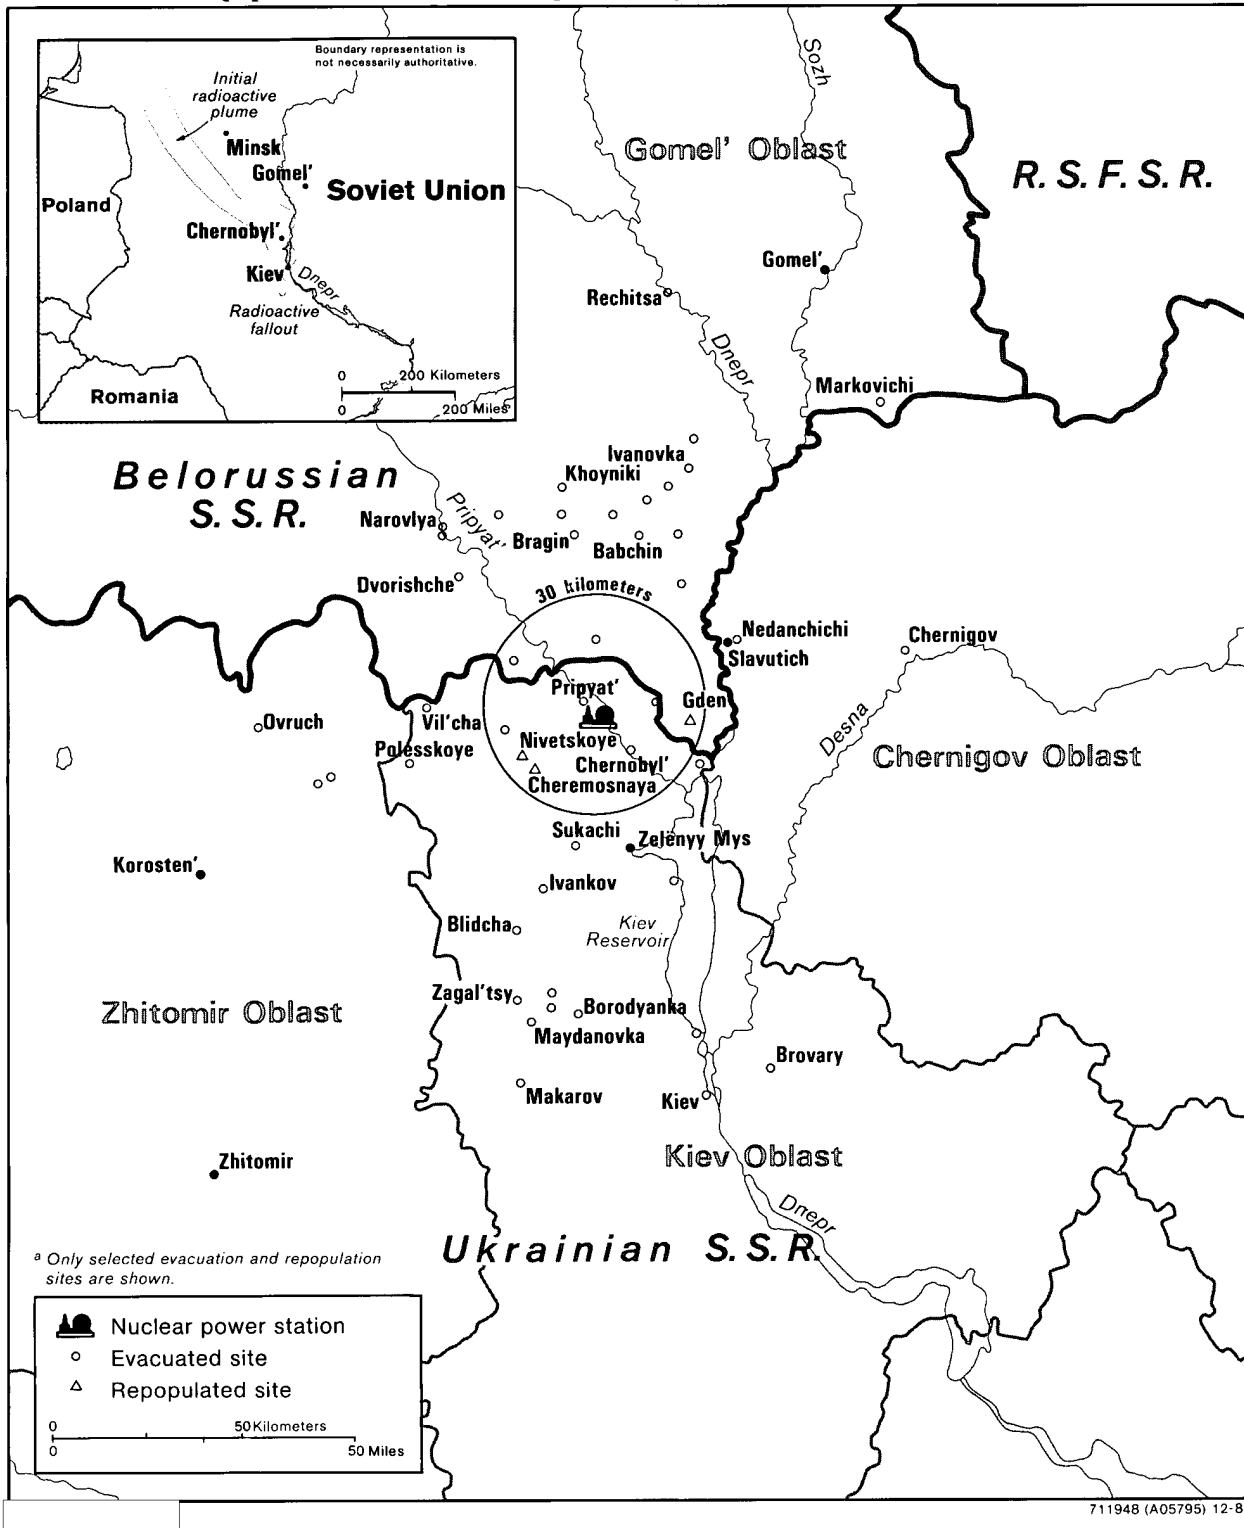 Boundary representation is
not necessarily authoritative.
Initial
radioactive
plume
Minsk
Gomel'
Soviet Union
Poland
Chernobyl'
Kiev
Dnepr
Radioactive
fallout
Romania
0 200 Kilometers
0 200 Miles
Sozh
Gomel' Oblast
R.S.F.S.R.
Gomel'
Rechitsa
Dnepr
Markovichi
Belorussian
S.S.R.
Ivanovka
Khoyniki
Pripyat'
Narovlya
Bragin
Babchin
Dvorishche
30 kilometers
Nedanchichi
Slavutich
Chernigov
Pripyat'
Gden
Desna
Ovruch
Vil'cha
Polesskoye
Nivetskoye
Chernobyl'
Cheremosnaya
Chernigov Oblast
Sukachi
Zelënyy Mys
Korosten'
Ivankov
Blidcha
Kiev
Reservoir
Zhitomir Oblast
Zagal'tsy
Borodyanka
Maydanovka
Brovary
Makarov
Kiev
Kiev Oblast
Zhitomir
Dnepr
Ukrainian S.S.R.
a Only selected evacuation and repopulation
sites are shown.
Nuclear power station
Evacuated site
Repopulated site
0 50 Kilometers
0 50 Miles
711948 (A05795) 12-8